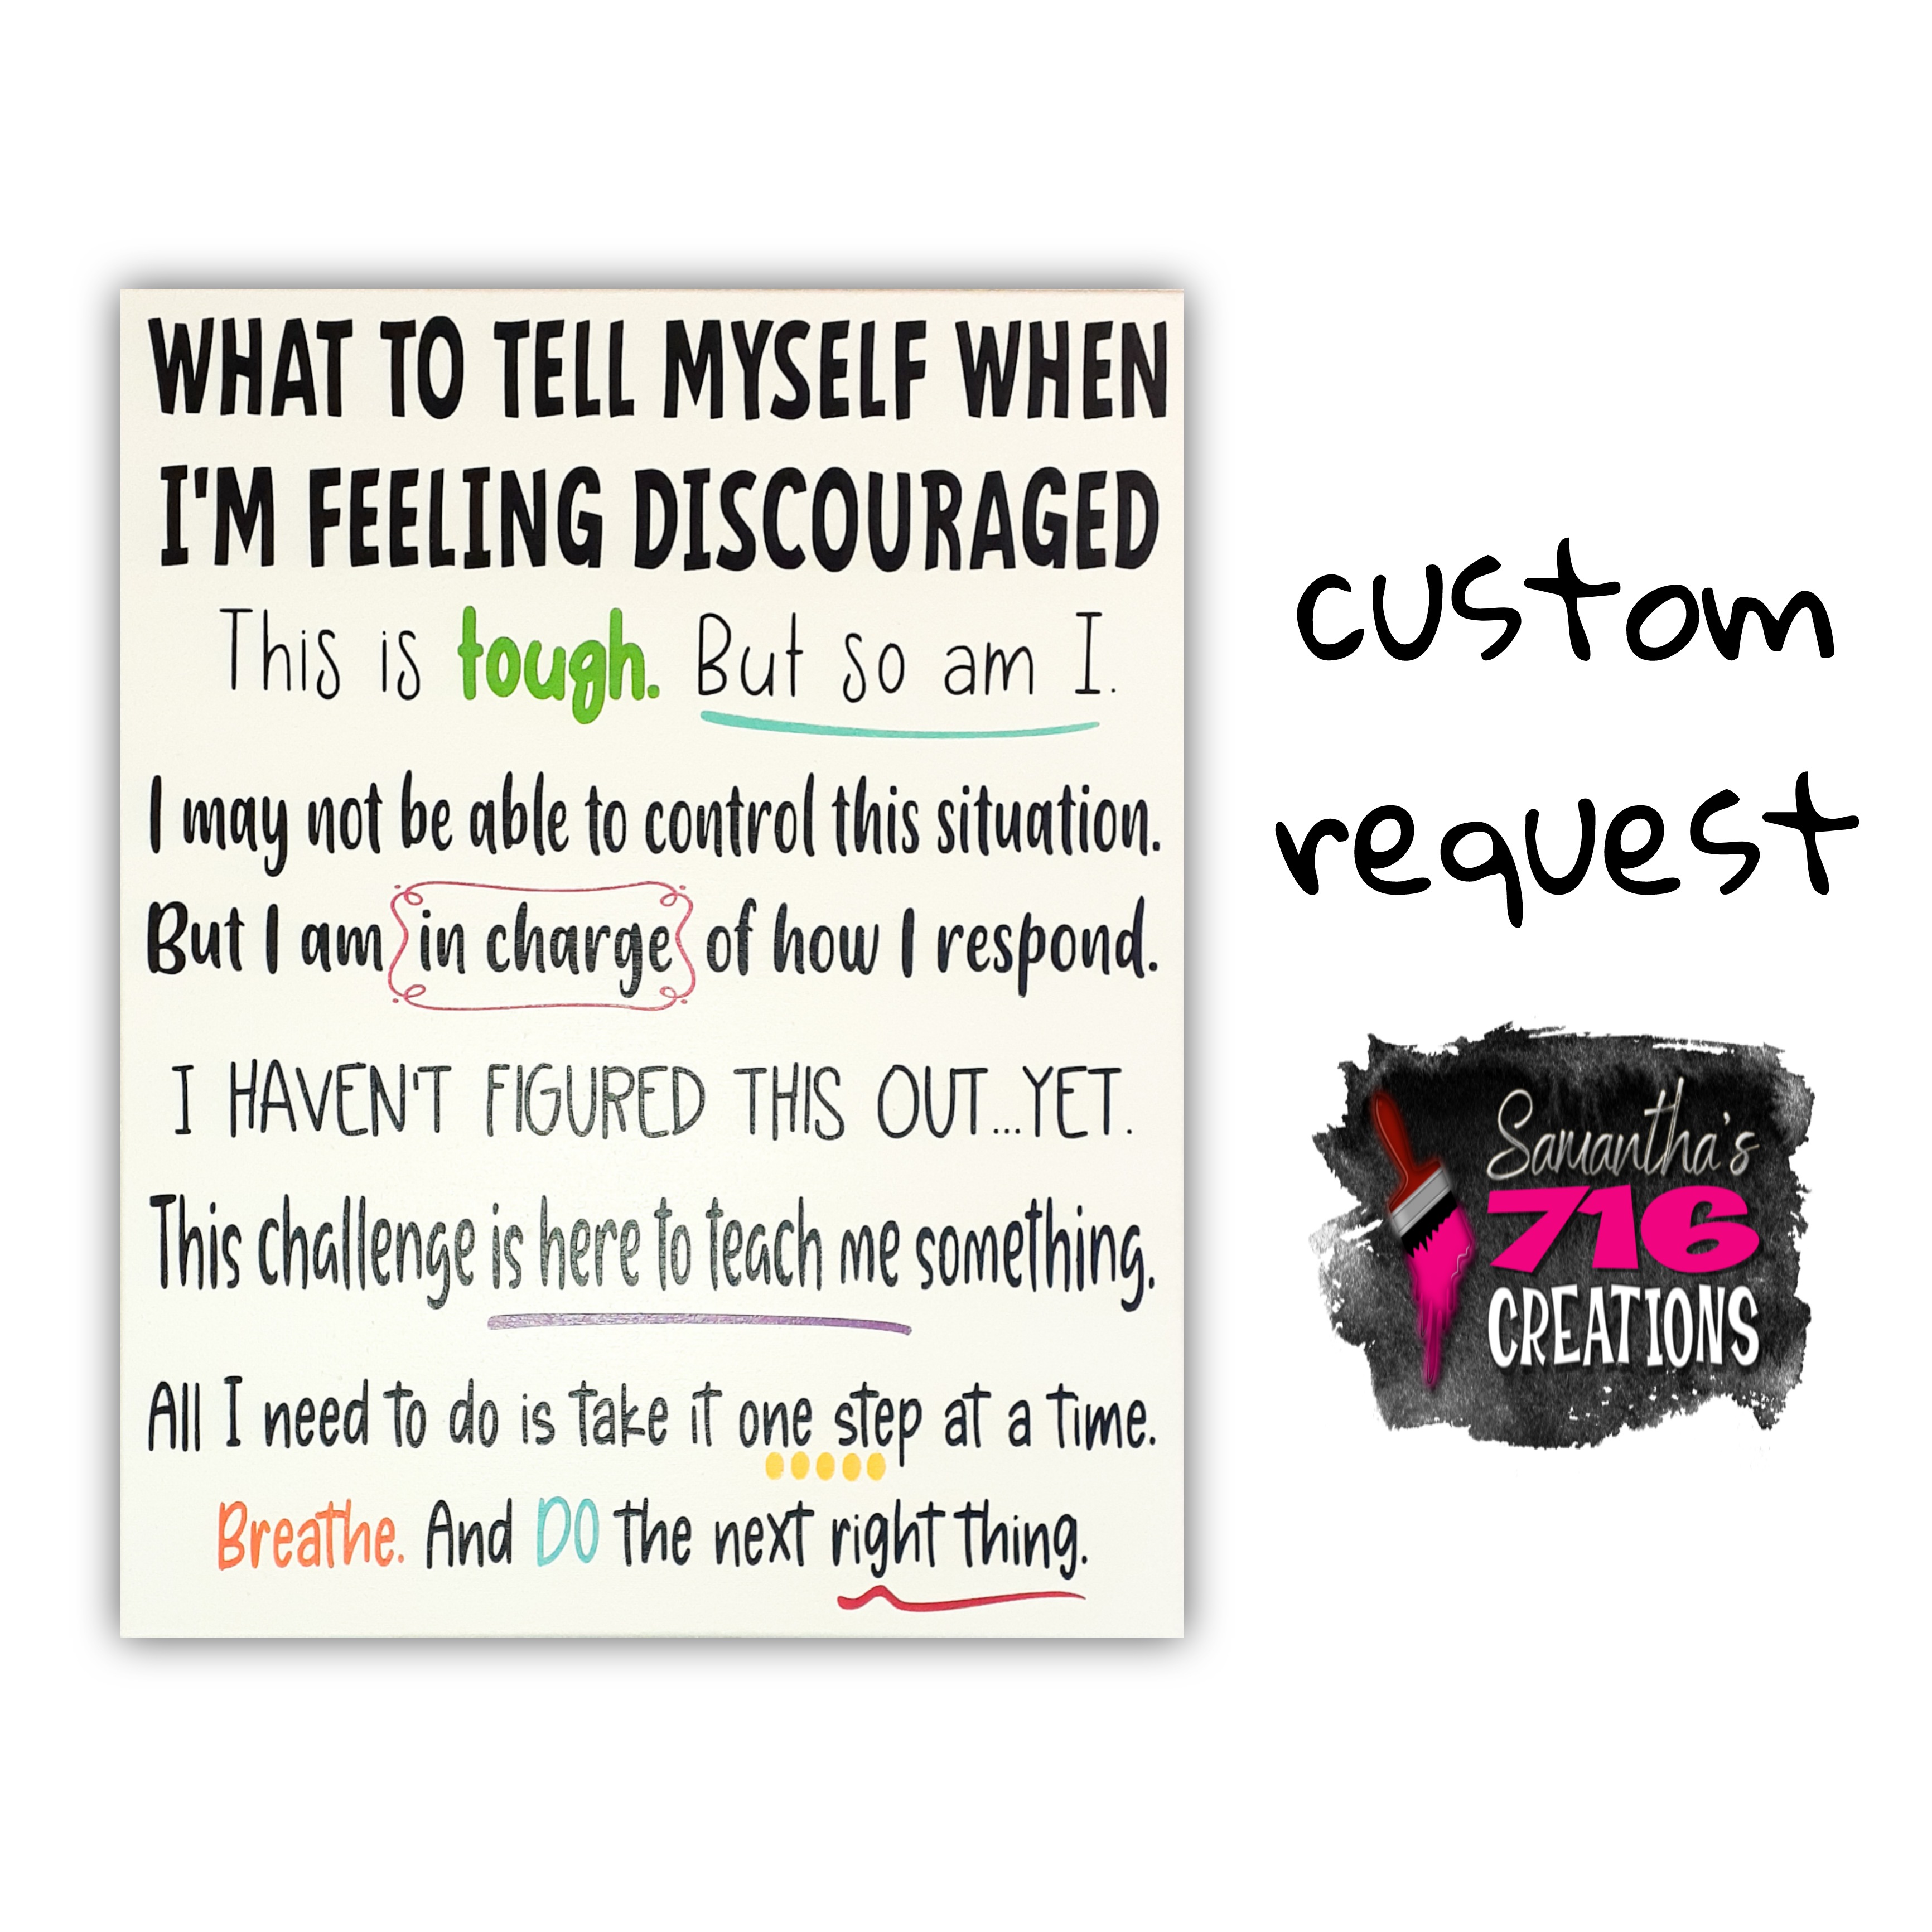 WHAT TO TELL MYSELF WHEN
I'M FEELING DISCOURAGED
This is tough. But so am I.
I may not be able to control this situation.
But I am in charge of how I respond.
I HAVEN'T FIGURED THIS OUT...YET.
This challenge is here to teach me something.
All I need to do is take it one step at a time.
Breathe. And DO the next right thing.
custom
request
Samantha's
716
CREATIONS